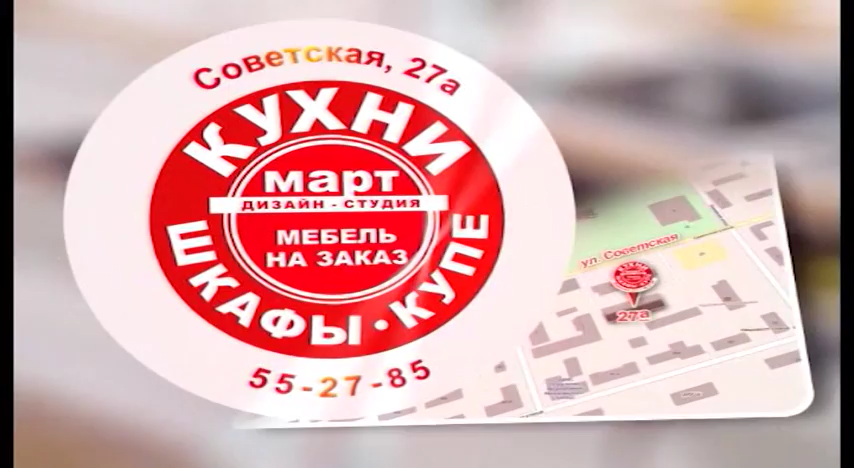 Советская, 27а
КУХНИ
март
ДИЗАЙН - СТУДИЯ
МЕБЕЛЬ
НА ЗАКАЗ
ШКАФЫ · КУПЕ
55-27-85
ул. Советская
27а